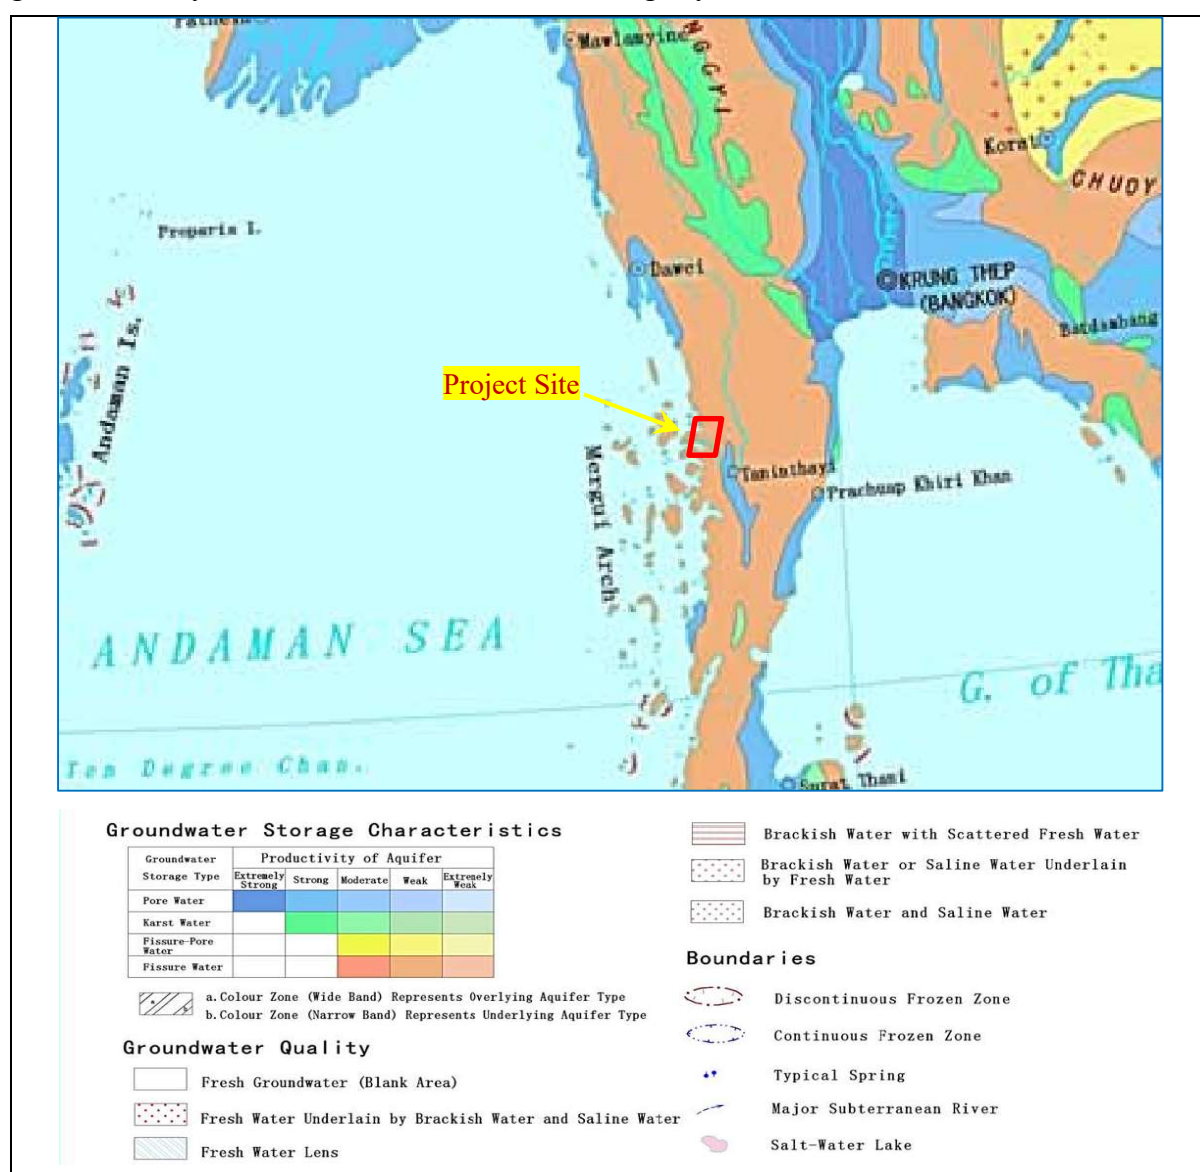 Mawlamyine
GGYI
Korat
CHUOY
Preparis I.
Dawei
KRUNG THEP
(BANGKOK)
Batdambang
Andaman Is.
Project Site
Mergui Arch
Taninthayi
Prachuap Khiri Khan
ANDAMAN SEA
G. of Tha
Ten Degree Chan.
Surat Thani
Groundwater Storage Characteristics
Groundwater Storage Type
Productivity of Aquifer
Extremely Strong
Strong
Moderate
Weak
Extremely Weak
Pore Water
Karst Water
Fissure-Pore Water
Fissure Water
a.Colour Zone (Wide Band) Represents Overlying Aquifer Type
b.Colour Zone (Narrow Band) Represents Underlying Aquifer Type
Groundwater Quality
Fresh Groundwater (Blank Area)
Fresh Water Underlain by Brackish Water and Saline Water
Fresh Water Lens
Brackish Water with Scattered Fresh Water
Brackish Water or Saline Water Underlain
by Fresh Water
Brackish Water and Saline Water
Boundaries
Discontinuous Frozen Zone
Continuous Frozen Zone
Typical Spring
Major Subterranean River
Salt-Water Lake